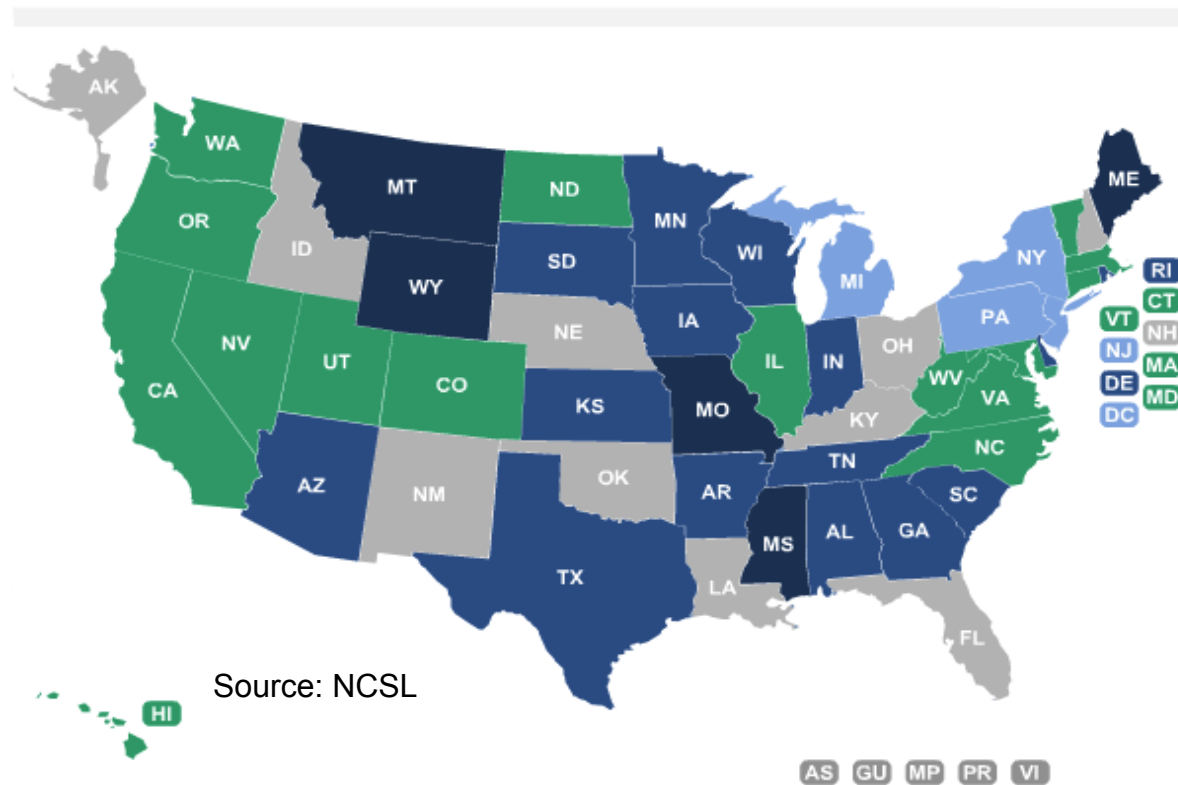 AK
WA
MT
ND
MN
ME
OR
ID
SD
WI
NY
WY
MI
RI
CT
VT
NH
NJ
MA
DE
MD
DC
IA
PA
NE
NV
UT
CO
IL
IN
OH
WV
VA
CA
KS
MO
KY
NC
TN
AZ
NM
OK
AR
SC
MS
AL
GA
TX
LA
FL
Source: NCSL
HI
AS GU MP PR VI